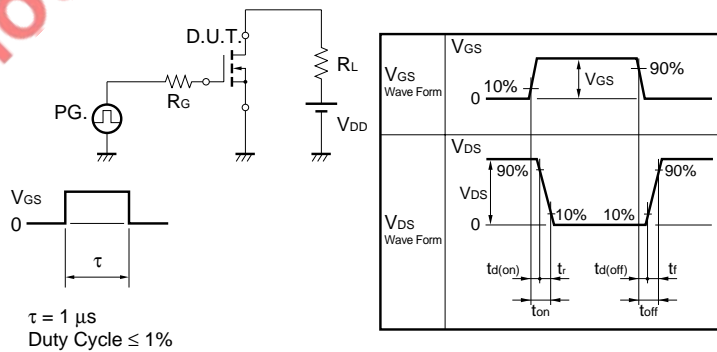 D.U.T.
RL
RG
PG.
VDD
VGS
0
τ
τ = 1 μs
Duty Cycle ≤ 1%
VGS
Wave Form
VGS
10%
0
VGS
90%
VDS
Wave Form
VDS
90%
VDS
0
10%
10%
90%
td(on)
tr
td(off)
tf
ton
toff